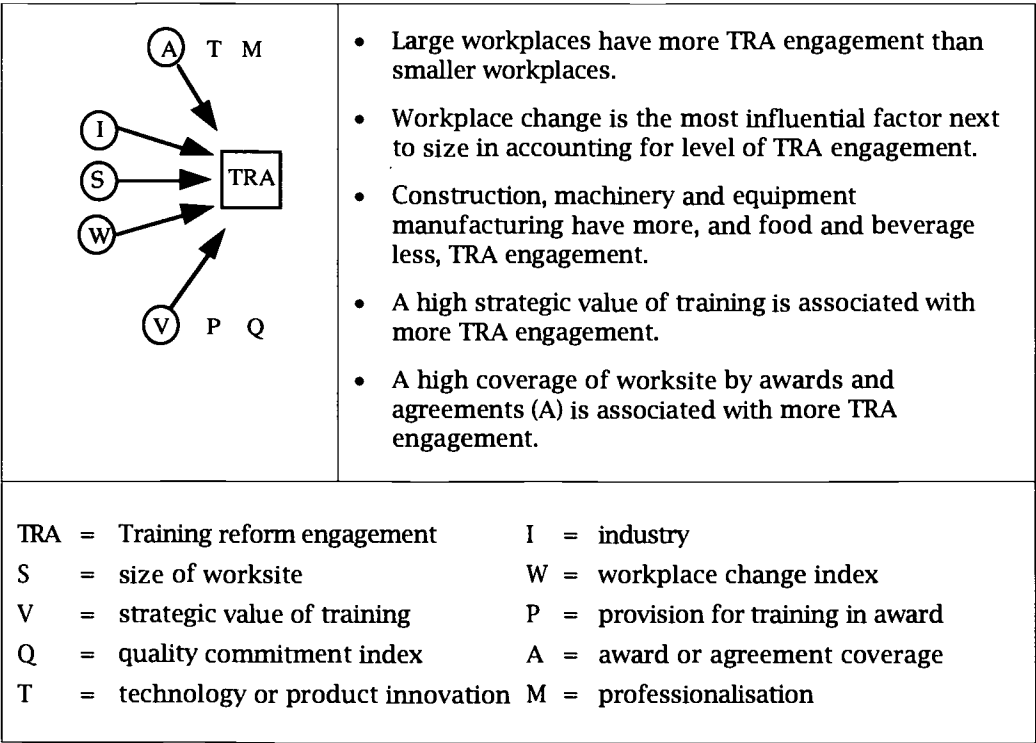 A T M
I
S
TRA
W
V P Q
• Large workplaces have more TRA engagement than
smaller workplaces.
• Workplace change is the most influential factor next
to size in accounting for level of TRA engagement.
• Construction, machinery and equipment
manufacturing have more, and food and beverage
less, TRA engagement.
• A high strategic value of training is associated with
more TRA engagement.
• A high coverage of worksite by awards and
agreements (A) is associated with more TRA
engagement.
TRA = Training reform engagement I = industry
S = size of worksite W = workplace change index
V = strategic value of training P = provision for training in award
Q = quality commitment index A = award or agreement coverage
T = technology or product innovation M = professionalisation